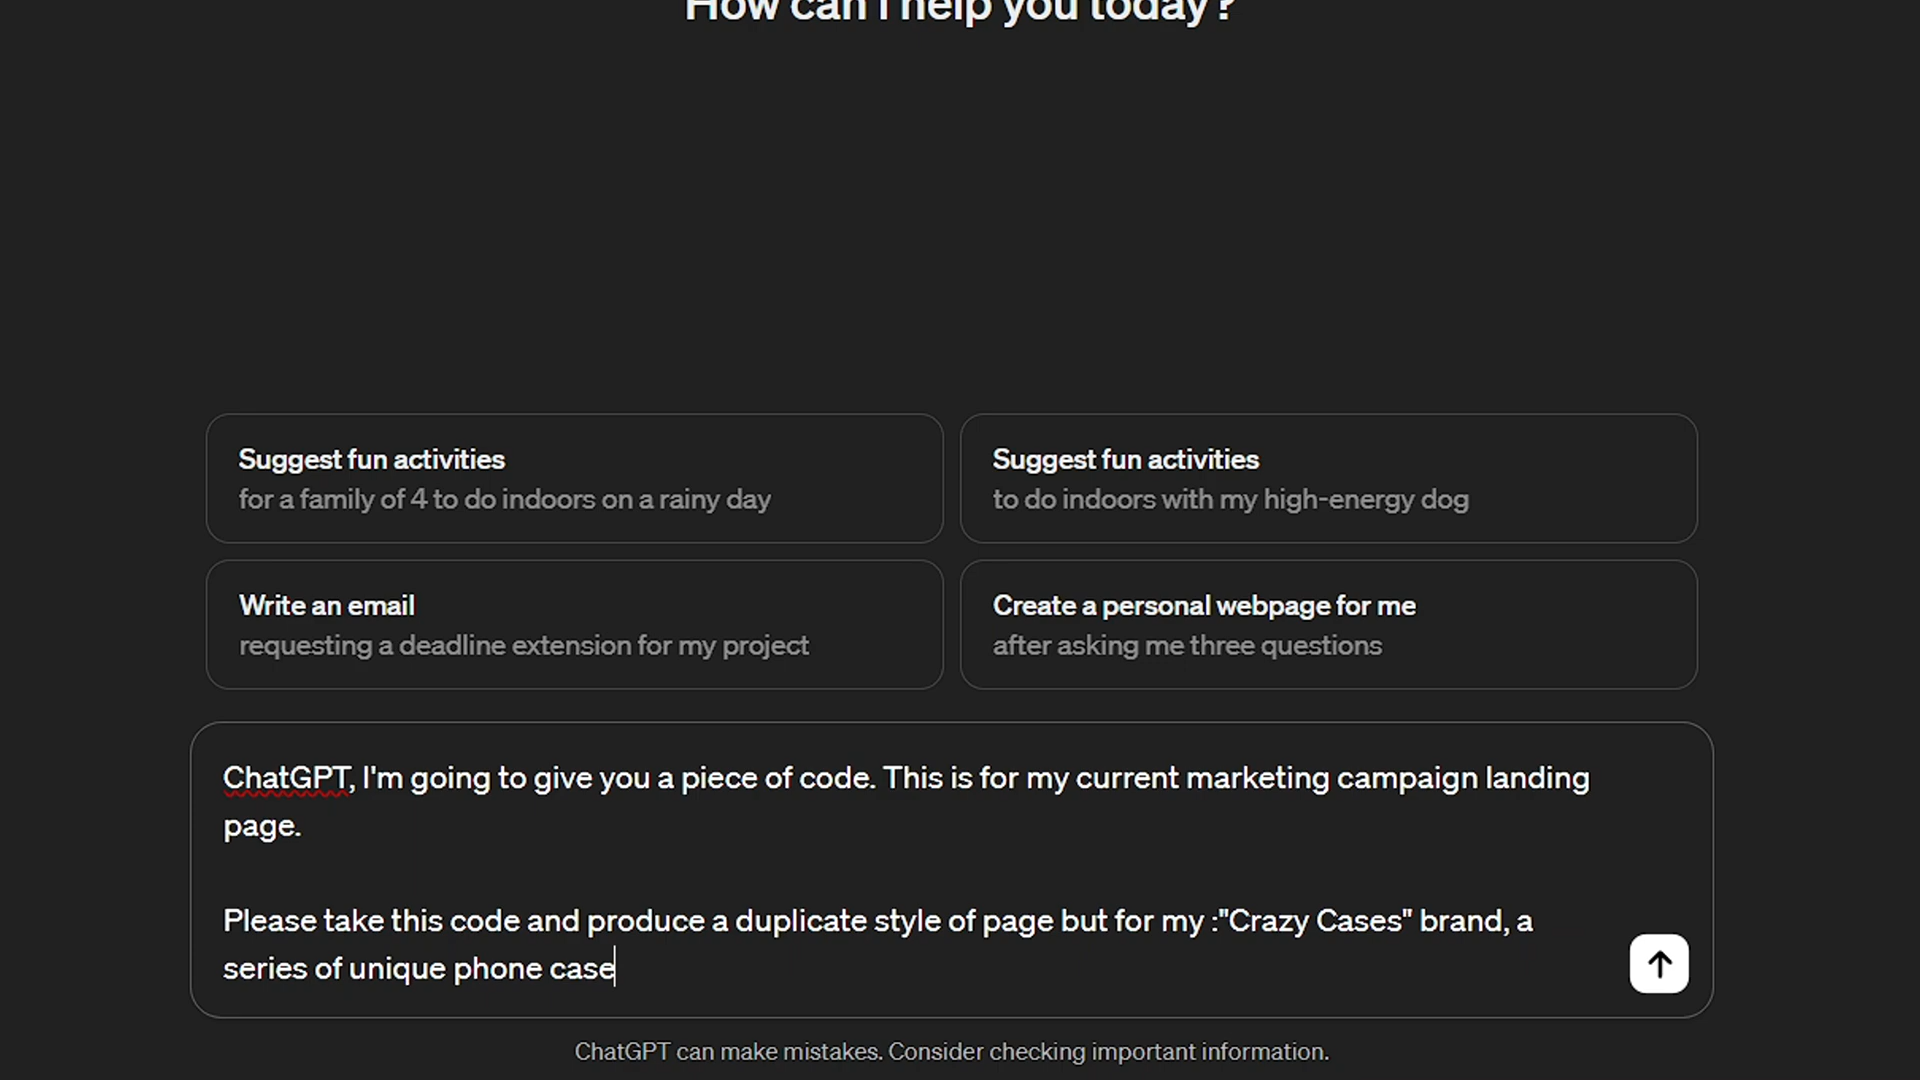 How can I help you today?
Suggest fun activities
for a family of 4 to do indoors on a rainy day
Suggest fun activities
to do indoors with my high-energy dog
Write an email
requesting a deadline extension for my project
Create a personal webpage for me
after asking me three questions
ChatGPT, I'm going to give you a piece of code. This is for my current marketing campaign landing
page.
Please take this code and produce a duplicate style of page but for my :"Crazy Cases" brand, a
series of unique phone case
ChatGPT can make mistakes. Consider checking important information.